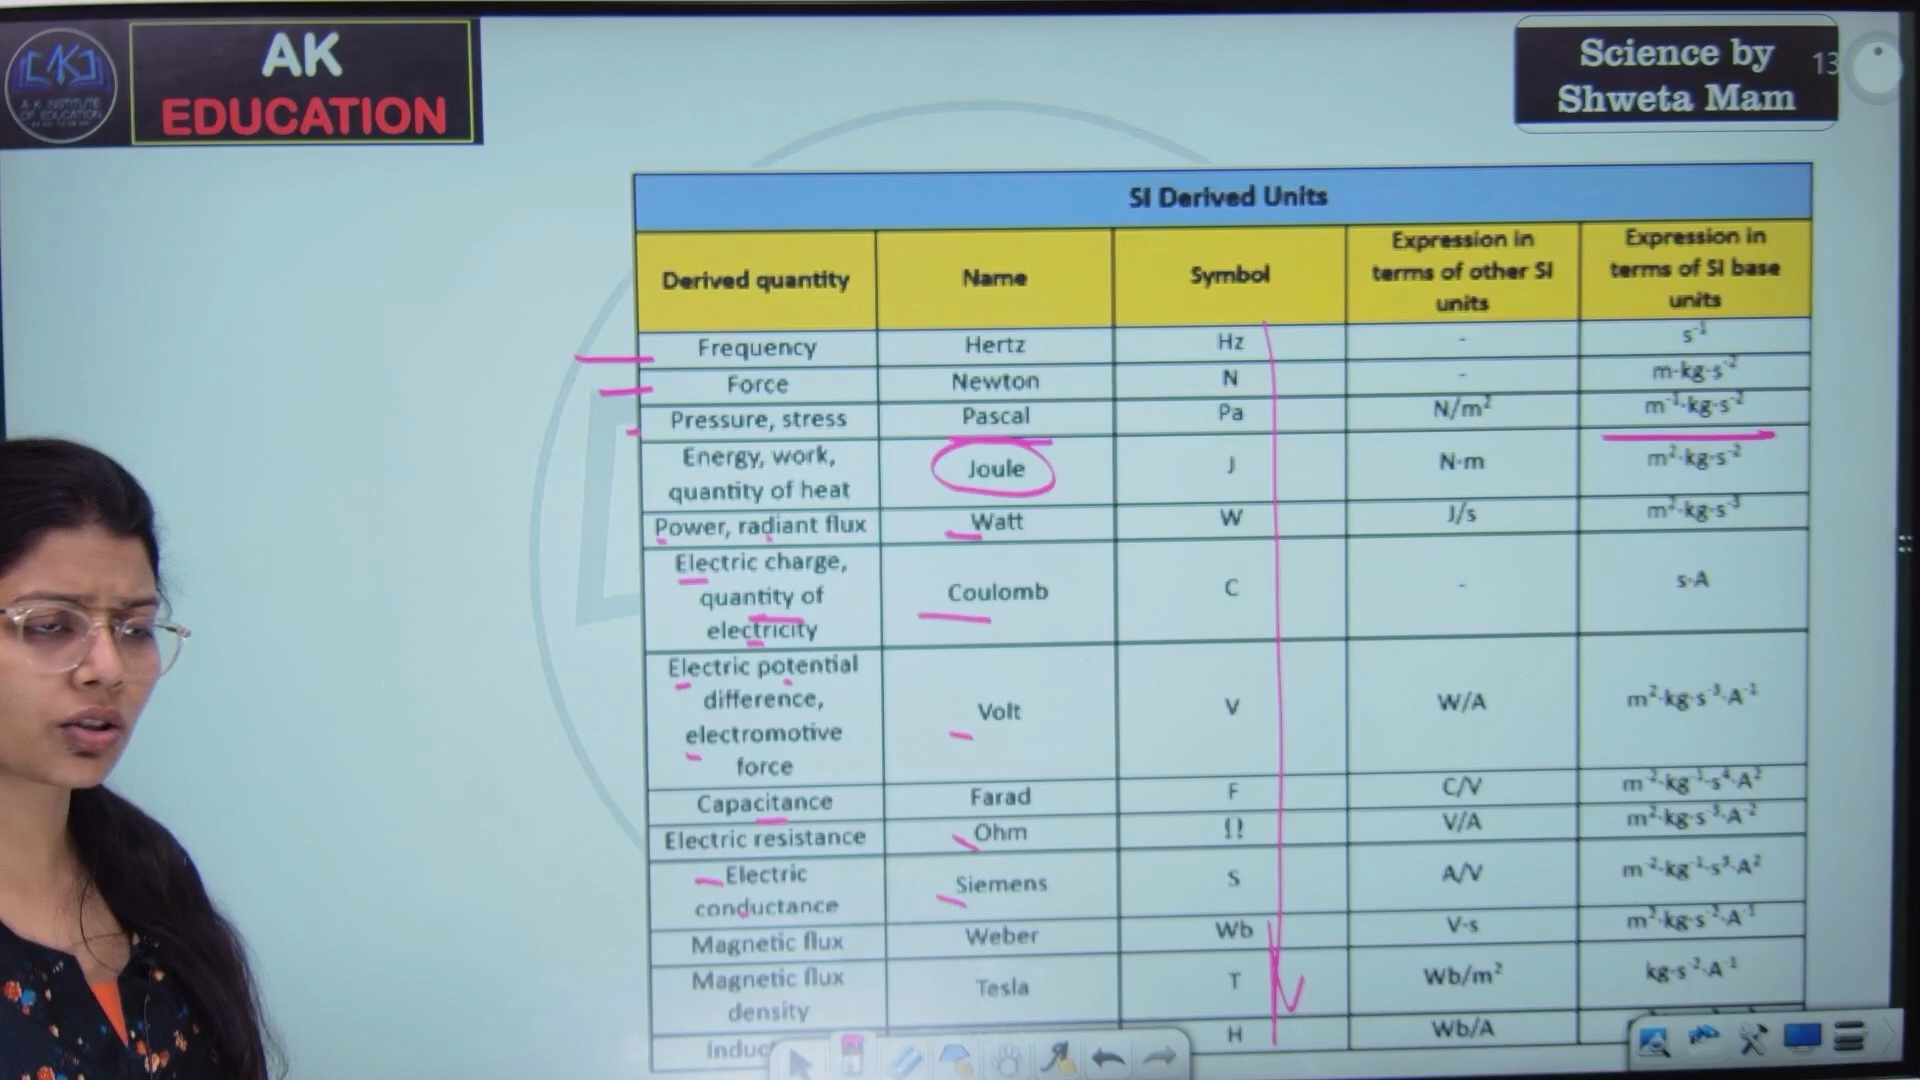 AK
EDUCATION
A K INSTITUTE
OF EDUCATION
Science by
Shweta Mam
13
SI Derived Units
Derived quantity
Name
Symbol
Expression in
terms of other SI
units
Expression in
terms of SI base
units
Frequency Hertz Hz - s⁻¹
Force Newton N - m·kg·s⁻²
Pressure, stress Pascal Pa N/m² m⁻¹·kg·s⁻²
Energy, work,
quantity of heat
Joule J N·m m²·kg·s⁻²
Power, radiant flux Watt W J/s m²·kg·s⁻³
Electric charge,
quantity of
electricity
Coulomb C - s·A
Electric potential
difference,
electromotive
force
Volt V W/A m²·kg·s⁻³·A⁻¹
Capacitance Farad F C/V m⁻²·kg⁻¹·s⁴·A²
Electric resistance Ohm Ω V/A m²·kg·s⁻³·A⁻²
Electric
conductance
Siemens S A/V m⁻²·kg⁻¹·s³·A²
Magnetic flux Weber Wb V·s m²·kg·s⁻²·A⁻¹
Magnetic flux
density
Tesla T Wb/m² kg·s⁻²·A⁻¹
Induc H Wb/A